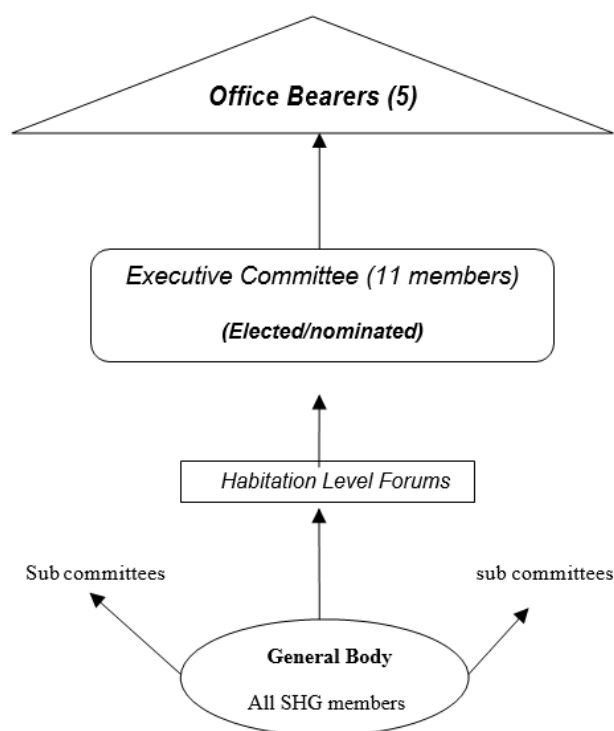 Office Bearers (5)
Executive Committee (11 members)
(Elected/nominated)
Habitation Level Forums
Sub committees
sub committees
General Body
All SHG members